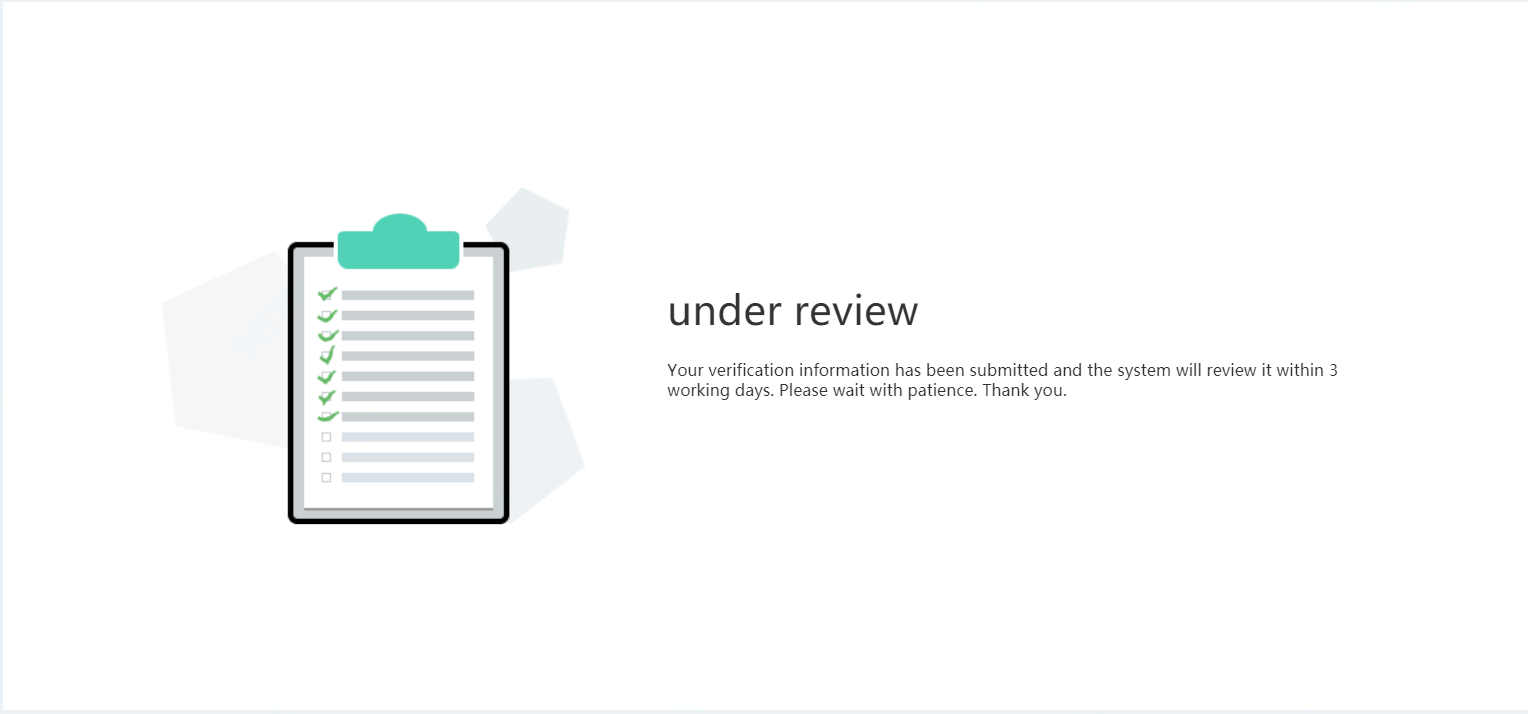 under review
Your verification information has been submitted and the system will review it within 3
working days. Please wait with patience. Thank you.